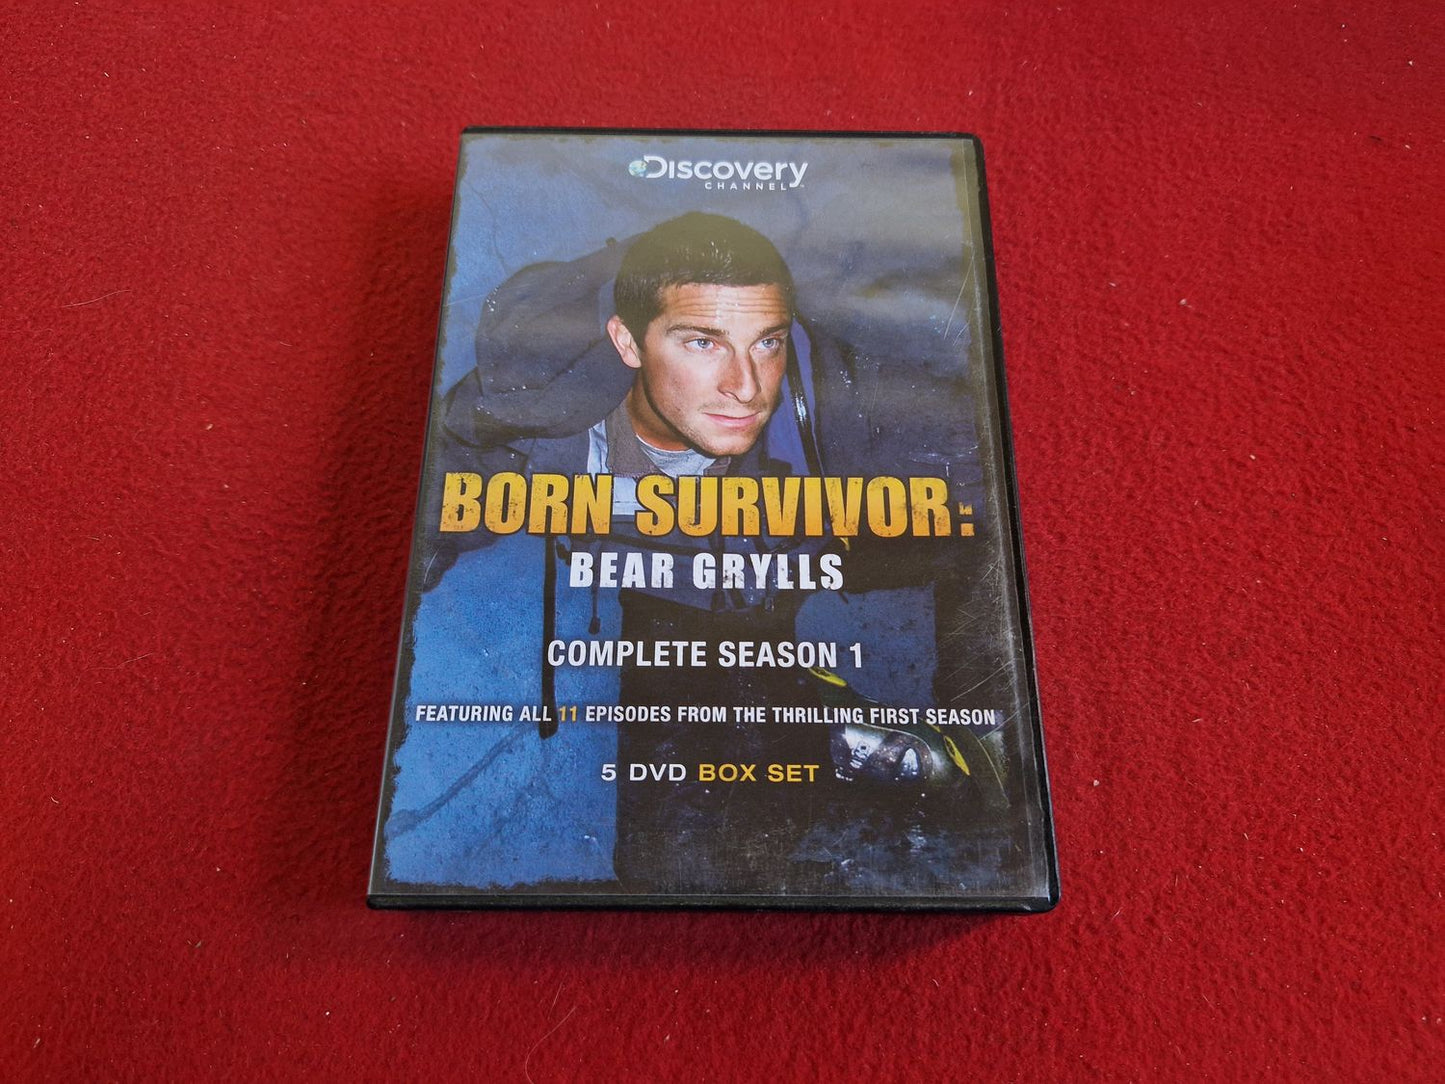 Discovery
CHANNEL
BORN SURVIVOR:
BEAR GRYLLS
COMPLETE SEASON 1
FEATURING ALL 11 EPISODES FROM THE THRILLING FIRST SEASON
5 DVD BOX SET